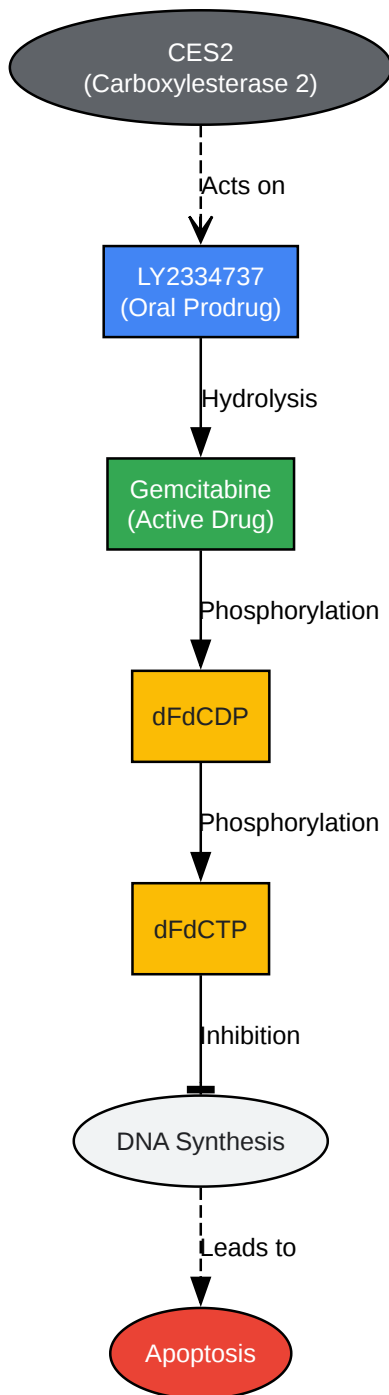 CES2
(Carboxylesterase 2)
Acts on
LY2334737
(Oral Prodrug)
Hydrolysis
Gemcitabine
(Active Drug)
Phosphorylation
dFdCDP
Phosphorylation
dFdCTP
Inhibition
DNA Synthesis
Leads to
Apoptosis